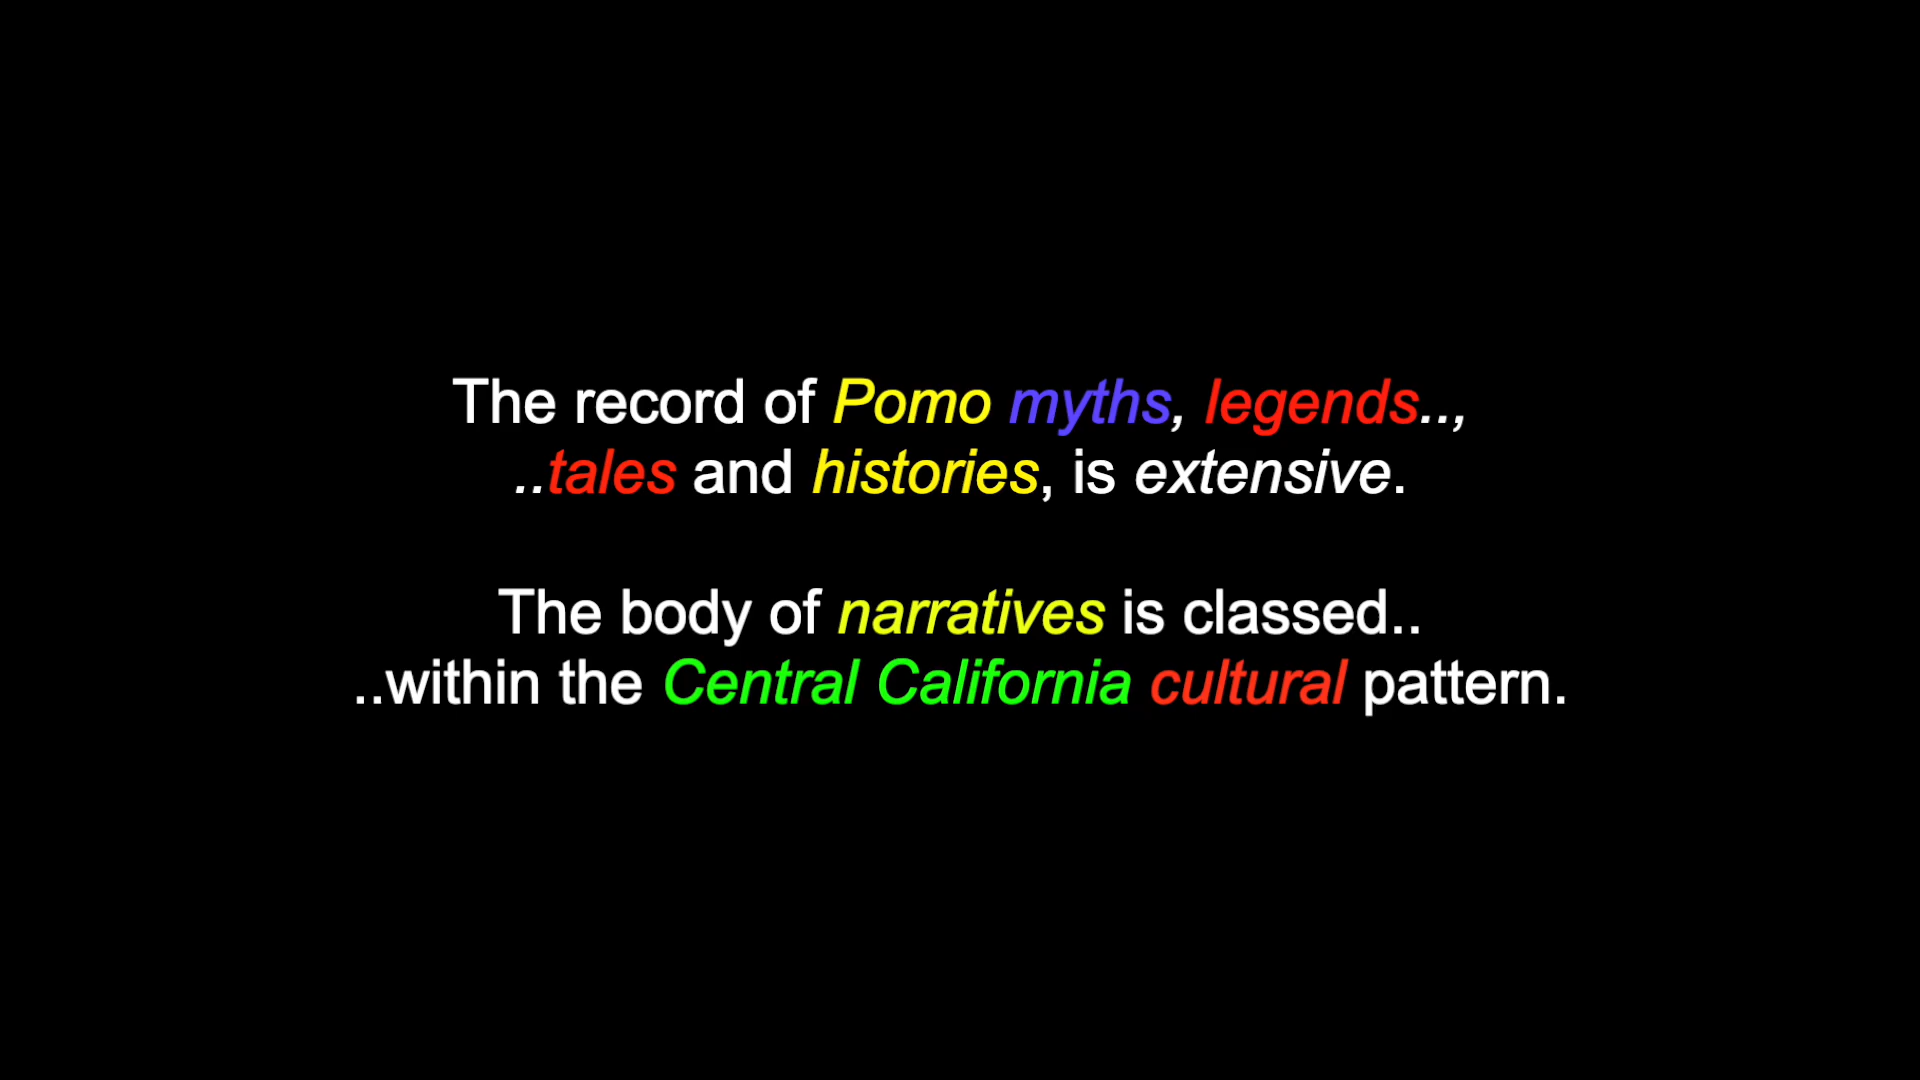 The record of Pomo myths, legends..,
..tales and histories, is extensive.
The body of narratives is classed..
..within the Central California cultural pattern.